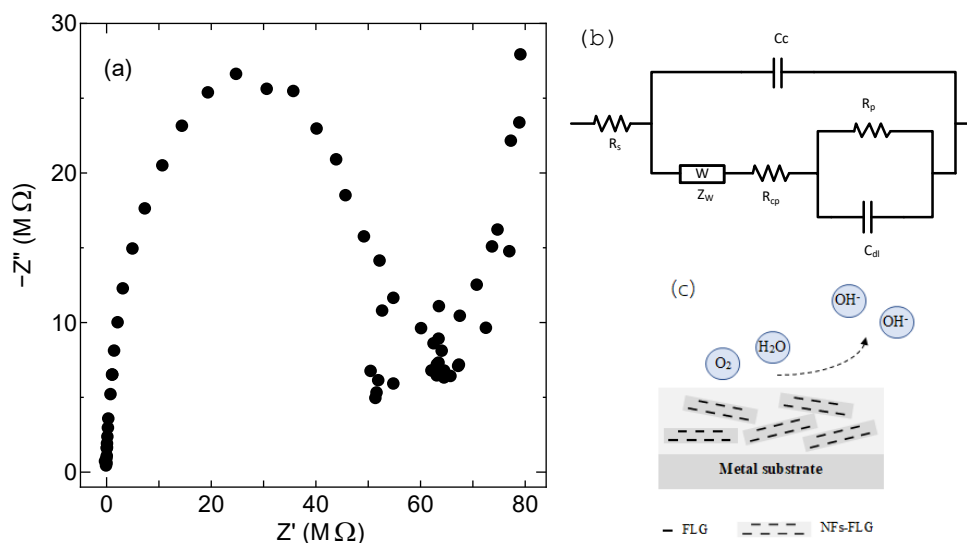 (a)
30
20
10
0
−Z'' (M Ω)
0 20 40 60 80
Z' (M Ω)
(b)
Cc
Rs
Rp
W
ZW
Rcp
Cdl
(c)
OH-
OH-
H2O
O2
Metal substrate
FLG NFs-FLG